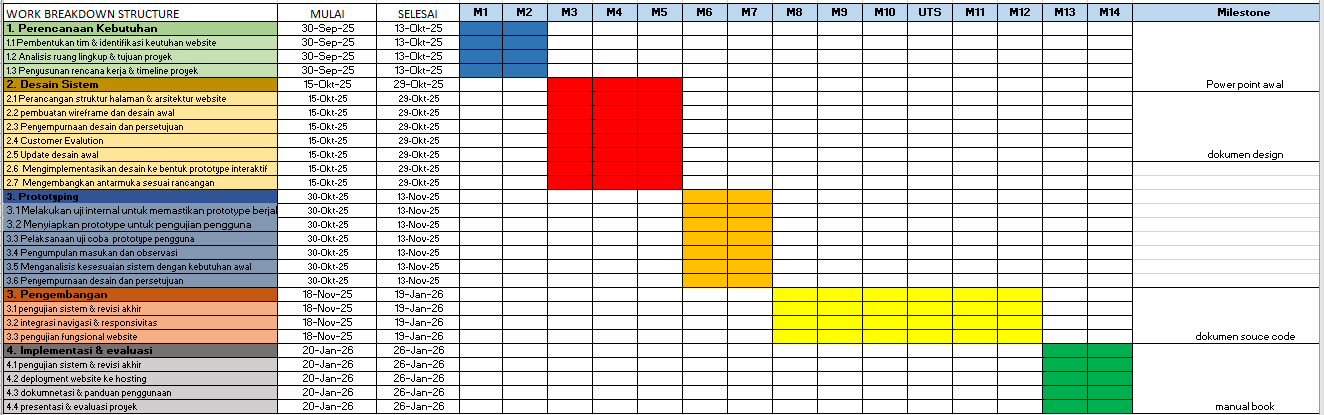 WORK BREAKDOWN STRUCTURE MULAI SELESAI M1 M2 M3 M4 M5 M6 M7 M8 M9 M10 UTS M11 M12 M13 M14 Milestone
1. Perencanaan Kebutuhan 30-Sep-25 13-Okt-25
1.1 Pembentukan tim & identifikasi keutuhan website 30-Sep-25 13-Okt-25
1.2 Analisis ruang lingkup & tujuan proyek 30-Sep-25 13-Okt-25
1.3 Penyusunan rencana kerja & timeline proyek 30-Sep-25 13-Okt-25
2. Desain Sistem 15-Okt-25 29-Okt-25 Power point awal
2.1 Perancangan struktur halaman & arsitektur website 15-Okt-25 29-Okt-25
2.2 pembuatan wireframe dan desain awal 15-Okt-25 29-Okt-25
2.3 Penyempurnaan desain dan persetujuan 15-Okt-25 29-Okt-25
2.4 Customer Evalution 15-Okt-25 29-Okt-25
2.5 Update desain awal 15-Okt-25 29-Okt-25 dokumen design
2.6 Mengimplementasikan desain ke bentuk prototype interaktif 15-Okt-25 29-Okt-25
2.7 Mengembangkan antarmuka sesuai rancangan 15-Okt-25 29-Okt-25
3. Prototyping 30-Okt-25 13-Nov-25
3.1 Melakukan uji internal untuk memastikan prototype berjal 30-Okt-25 13-Nov-25
3.2 Menyiapkan prototype untuk pengujian pengguna 30-Okt-25 13-Nov-25
3.3 Pelaksanaan uji coba prototype pengguna 30-Okt-25 13-Nov-25
3.4 Pengumpulan masukan dan observasi 30-Okt-25 13-Nov-25
3.5 Menganalisis kesesuaian sistem dengan kebutuhan awal 30-Okt-25 13-Nov-25
3.6 Penyempurnaan desain dan persetujuan 30-Okt-25 13-Nov-25
3. Pengembangan 18-Nov-25 19-Jan-26
3.1 pengujian sistem & revisi akhir 18-Nov-25 19-Jan-26
3.2 integrasi navigasi & responsivitas 18-Nov-25 19-Jan-26
3.3 pengujian fungsional website 18-Nov-25 19-Jan-26 dokumen souce code
4. Implementasi & evaluasi 20-Jan-26 26-Jan-26
4.1 pengujian sistem & revisi akhir 20-Jan-26 26-Jan-26
4.2 deployment website ke hosting 20-Jan-26 26-Jan-26
4.3 dokumnetasi & panduan penggunaan 20-Jan-26 26-Jan-26
4.4 presentasi & evaluasi proyek 20-Jan-26 26-Jan-26 manual book